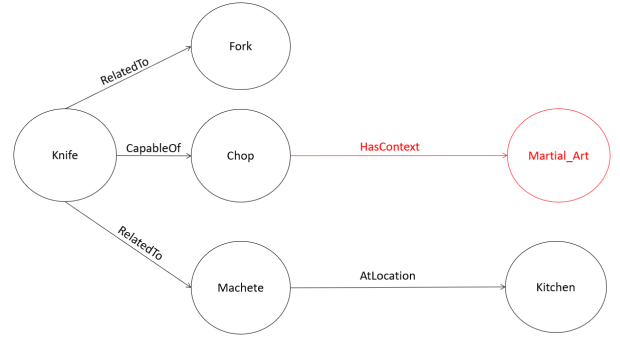 Fork
RelatedTo
Knife
CapableOf
Chop
HasContext
Martial_Art
RelatedTo
Machete
AtLocation
Kitchen